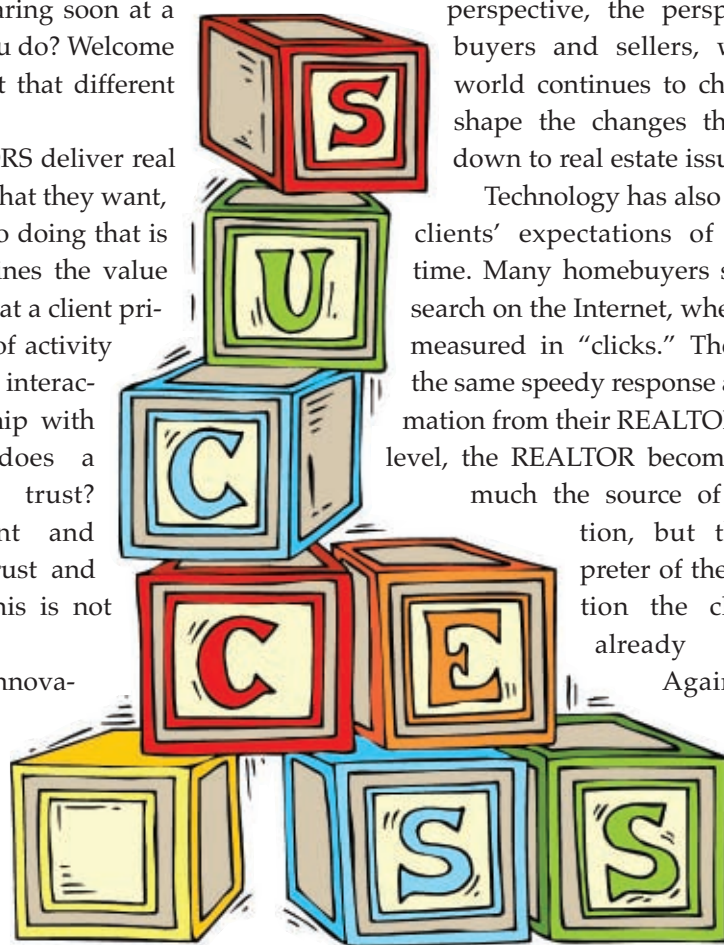 aring soon at a
u do? Welcome
t that different
RS deliver real
hat they want,
o doing that is
ines the value
at a client pri-
of activity
interac-
hip with
does a
trust?
nt and
rust and
his is not
nnova-
S
U
C
C E
S S
perspective, the persp
buyers and sellers, w
world continues to ch
shape the changes th
down to real estate issu
Technology has also
clients’ expectations of
time. Many homebuyers s
search on the Internet, whe
measured in “clicks.” The
the same speedy response a
mation from their REALTOR
level, the REALTOR becom
much the source of
tion, but t
preter of the
tion the cl
already
Again